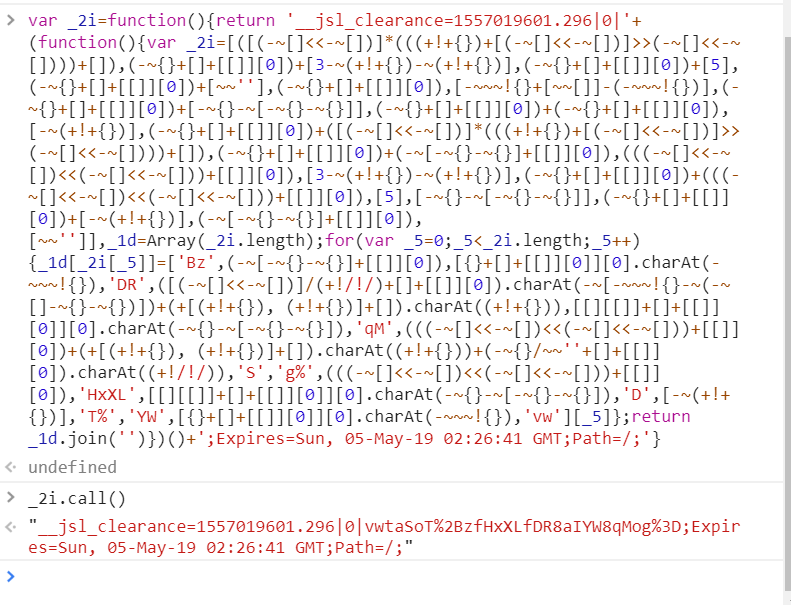 > var _2i=function(){return '__jsl_clearance=1557019601.296|0|'+
(function(){var _2i=[([(-~[]<<-~[])]*(((+!+{})+[(-~[]<<-~[])]>>(-~[]<<-~
[])))+[]),(-~{}+[]+[[]][0])+[3-~(+!+{})-~(+!+{})],(-~{}+[]+[[]][0])+[5],
(-~{}+[]+[[]][0])+[~~''],(-~{}+[]+[[]][0]),[-~~~!{}+[~~[]]-(-~~~!{})],(-
~{}+[]+[[]][0])+[-~{}-~[-~{}-~{}]],(-~{}+[]+[[]][0])+(-~{}+[]+[[]][0]),
[-~(+!+{})],(-~{}+[]+[[]][0])+([(-~[]<<-~[])]*(((+!+{})+[(-~[]<<-~[])]>>
(-~[]<<-~[])))+[]),(-~{}+[]+[[]][0])+(-~[-~{}-~{}]+[[]][0]),(((-~[]<<-~
[])<<(-~[]<<-~[]))+[[]][0]),[3-~(+!+{})-~(+!+{})],(-~{}+[]+[[]][0])+(((-
~[]<<-~[])<<(-~[]<<-~[]))+[[]][0]),[5],[-~{}-~[-~{}-~{}]],(-~{}+[]+[[]]
[0])+[-~(+!+{})],(-~[-~{}-~{}]+[[]][0]),
[~~'']],_1d=Array(_2i.length);for(var _5=0;_5<_2i.length;_5++)
{_1d[_2i[_5]]=['Bz',(-~[-~{}-~{}]+[[]][0]),[{}+[]+[[]][0]][0].charAt(-
~~~!{}),'DR',([(-~[]<<-~[])]/(+!/!/)+[]+[[]][0]).charAt(-~[-~~~!{}-~(-~
[]-~{}-~{})])+(+[(+!+{}), (+!+{})]+[]).charAt((+!+{})),[[][[]]+[]+[[]]
[0]][0].charAt(-~{}-~[-~{}-~{}]),'qM',(((-~[]<<-~[])<<(-~[]<<-~[]))+[[]]
[0])+(+[(+!+{}), (+!+{})]+[]).charAt((+!+{}))+(-~{}/~~''+[]+[[]]
[0]).charAt((+!/!/)),'S','g%',(((-~[]<<-~[])<<(-~[]<<-~[]))+[[]]
[0]),'HxXL',[[][[]]+[]+[[]][0]][0].charAt(-~{}-~[-~{}-~{}]),'D',[-~(+!+
{})],'T%','YW',[{}+[]+[[]][0]][0].charAt(-~~~!{}),'vw'][_5]};return
_1d.join('')})()+';Expires=Sun, 05-May-19 02:26:41 GMT;Path=/;'}
undefined
> _2i.call()
"__jsl_clearance=1557019601.296|0|vwtaSoT%2BzfHxXLfDR8aIYW8qMog%3D;Expir
es=Sun, 05-May-19 02:26:41 GMT;Path=/;"
>